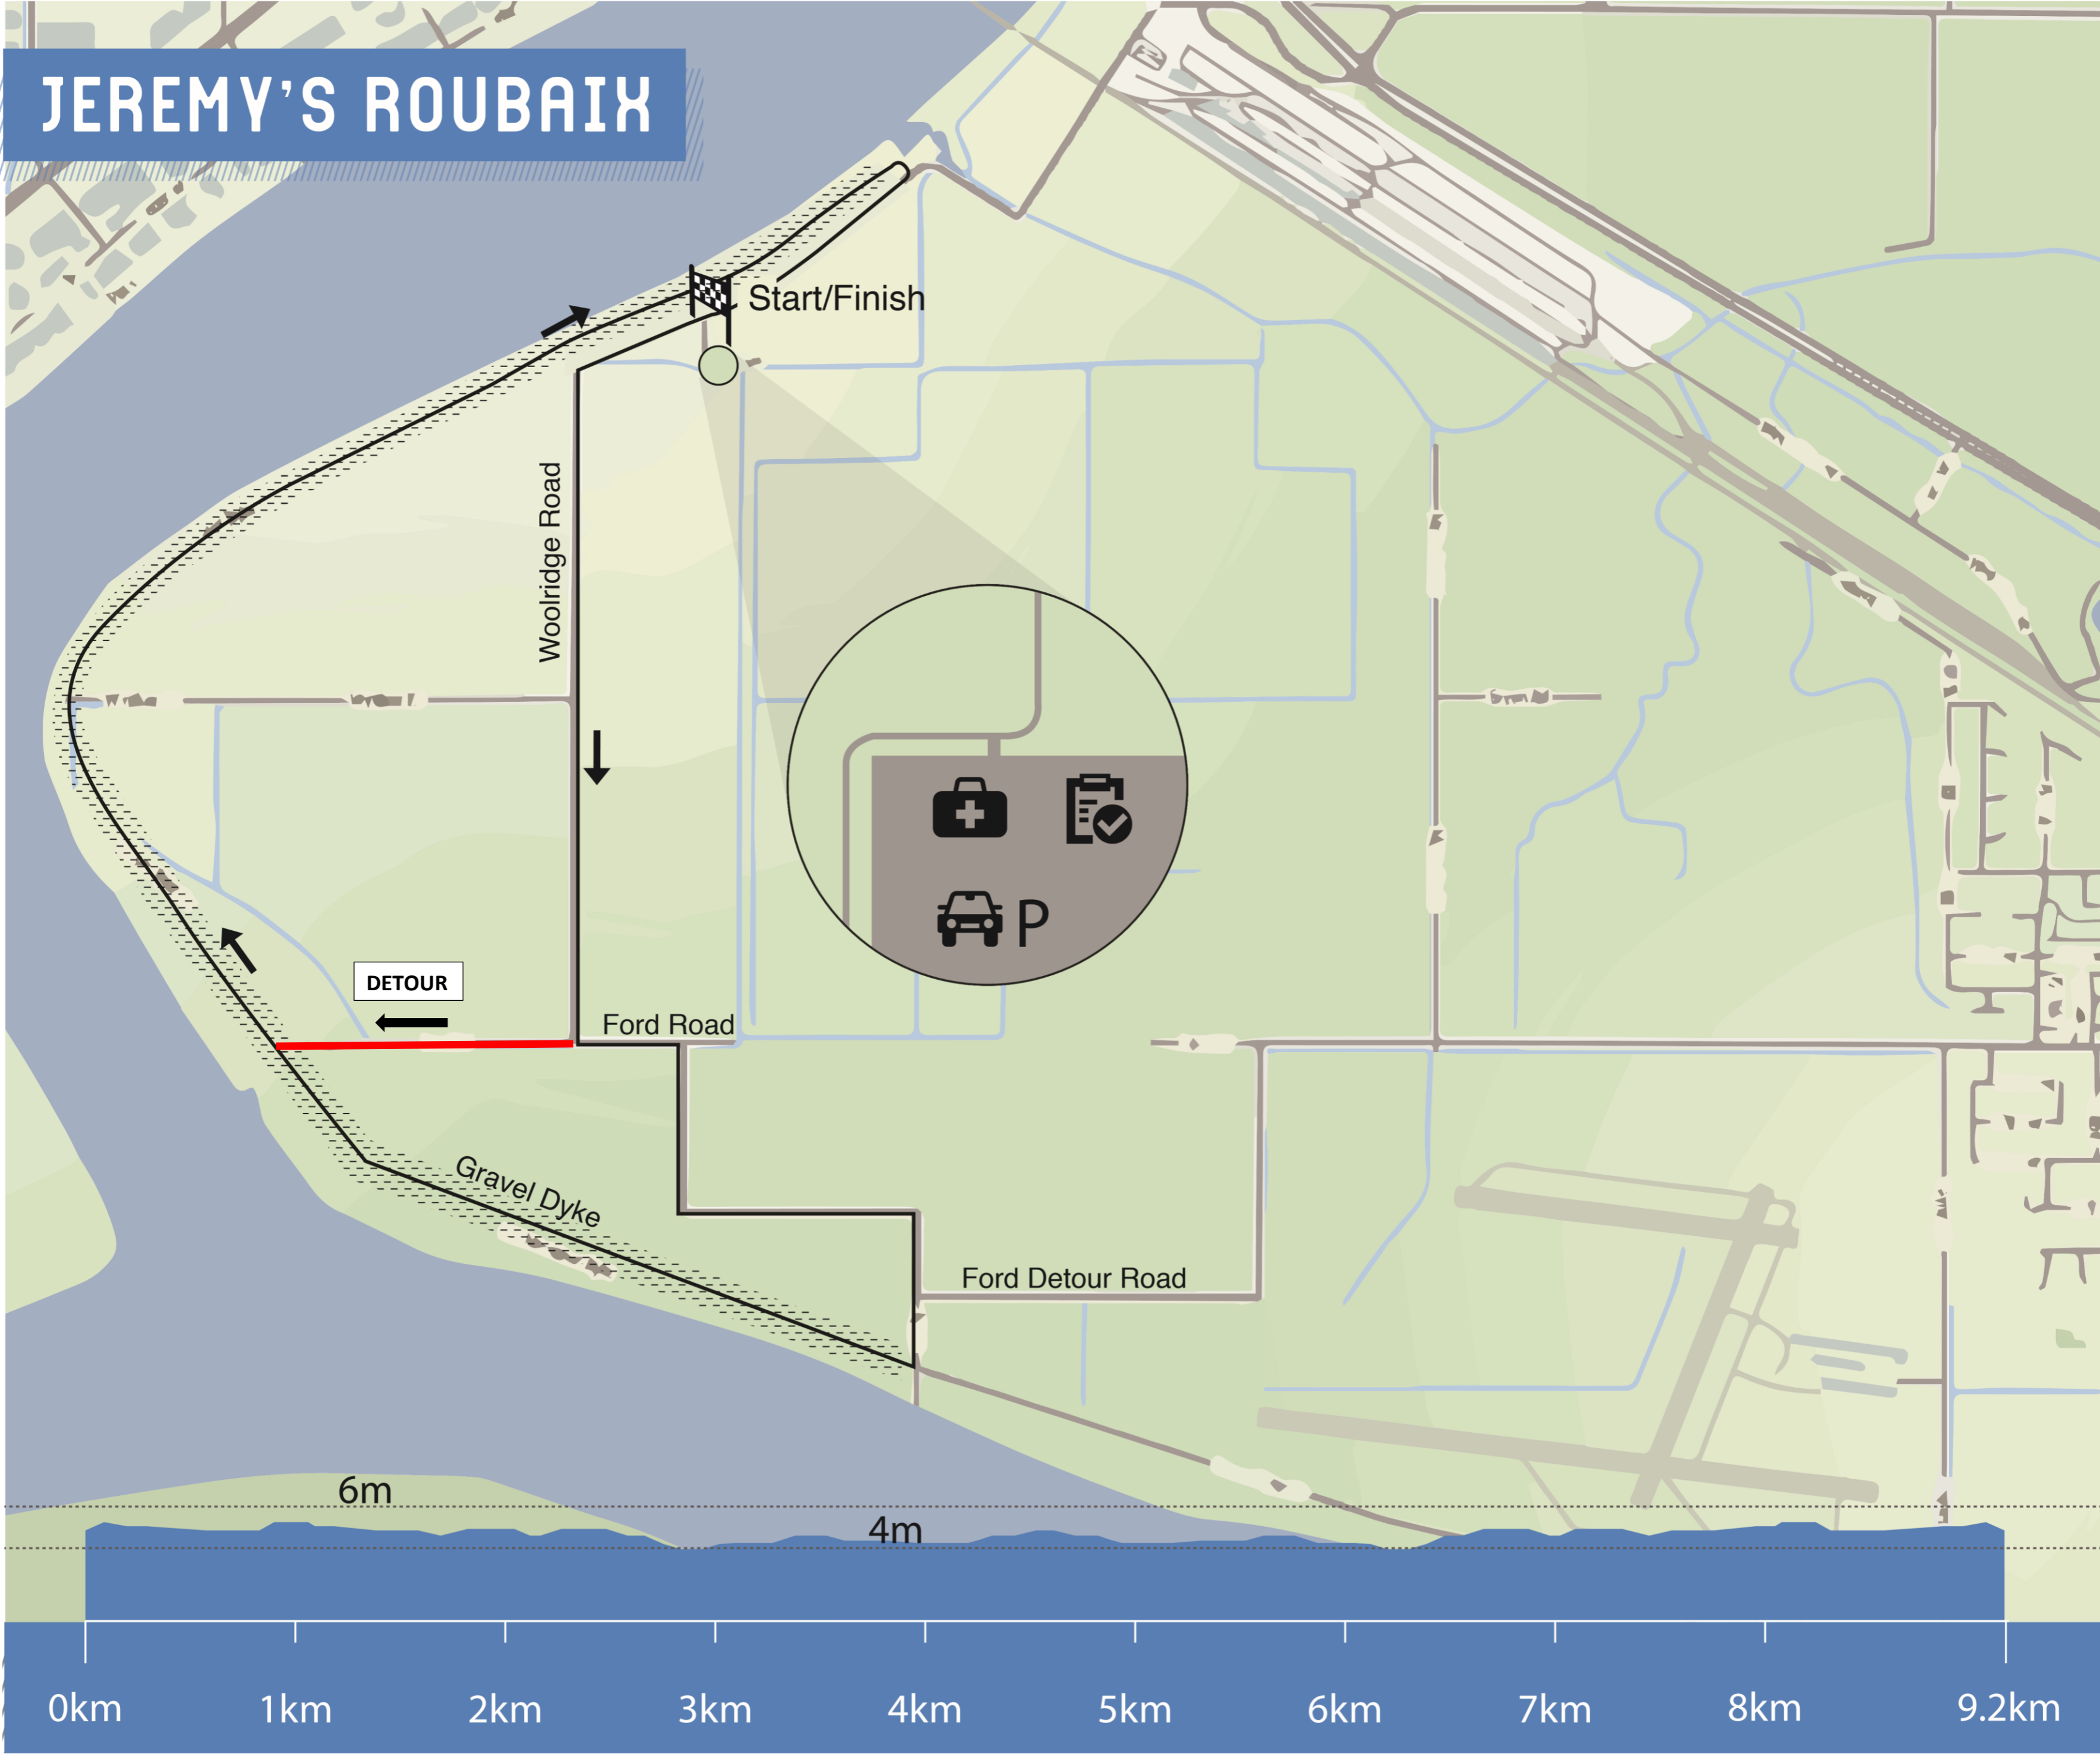 JEREMY'S ROUBAIX
Start/Finish
Woolridge Road
P
DETOUR
Ford Road
Gravel Dyke
Ford Detour Road
6m
4m
0km 1km 2km 3km 4km 5km 6km 7km 8km 9.2km